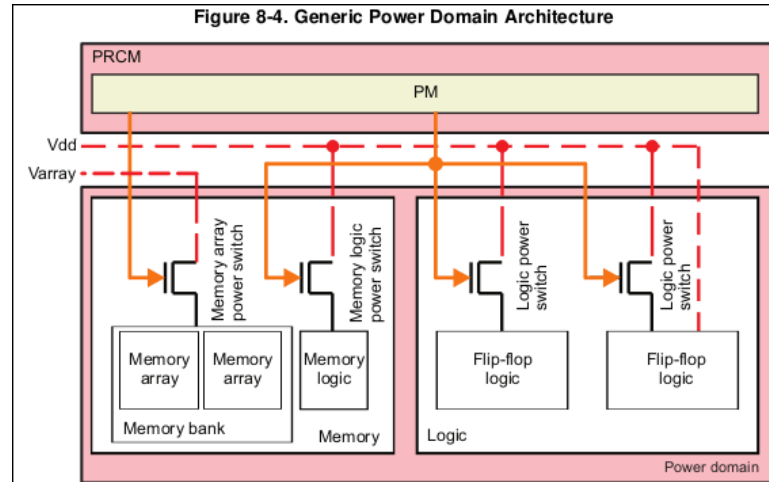 Figure 8-4. Generic Power Domain Architecture
PRCM
PM
Vdd
Varray
Memory array
power switch
Memory logic
power switch
Logic power
switch
Logic power
switch
Memory
array
Memory
array
Memory
logic
Flip-flop
logic
Flip-flop
logic
Memory bank
Memory
Logic
Power domain